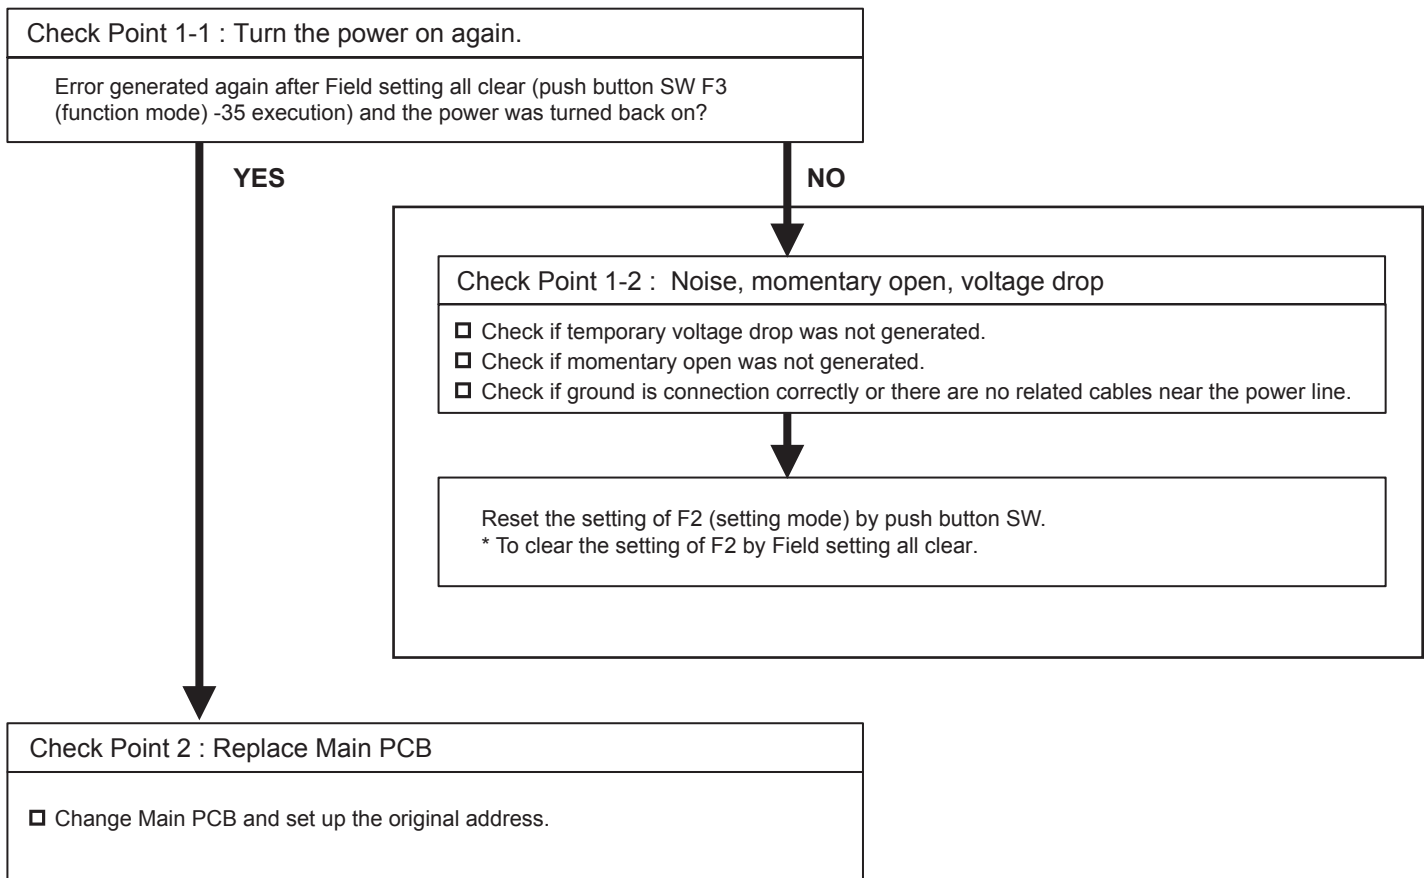 Check Point 1-1 : Turn the power on again.
Error generated again after Field setting all clear (push button SW F3
(function mode) -35 execution) and the power was turned back on?
YES
NO
Check Point 1-2 :  Noise, momentary open, voltage drop
Check if temporary voltage drop was not generated.
Check if momentary open was not generated.
Check if ground is connection correctly or there are no related cables near the power line.
Reset the setting of F2 (setting mode) by push button SW.
* To clear the setting of F2 by Field setting all clear.
Check Point 2 : Replace Main PCB
Change Main PCB and set up the original address.